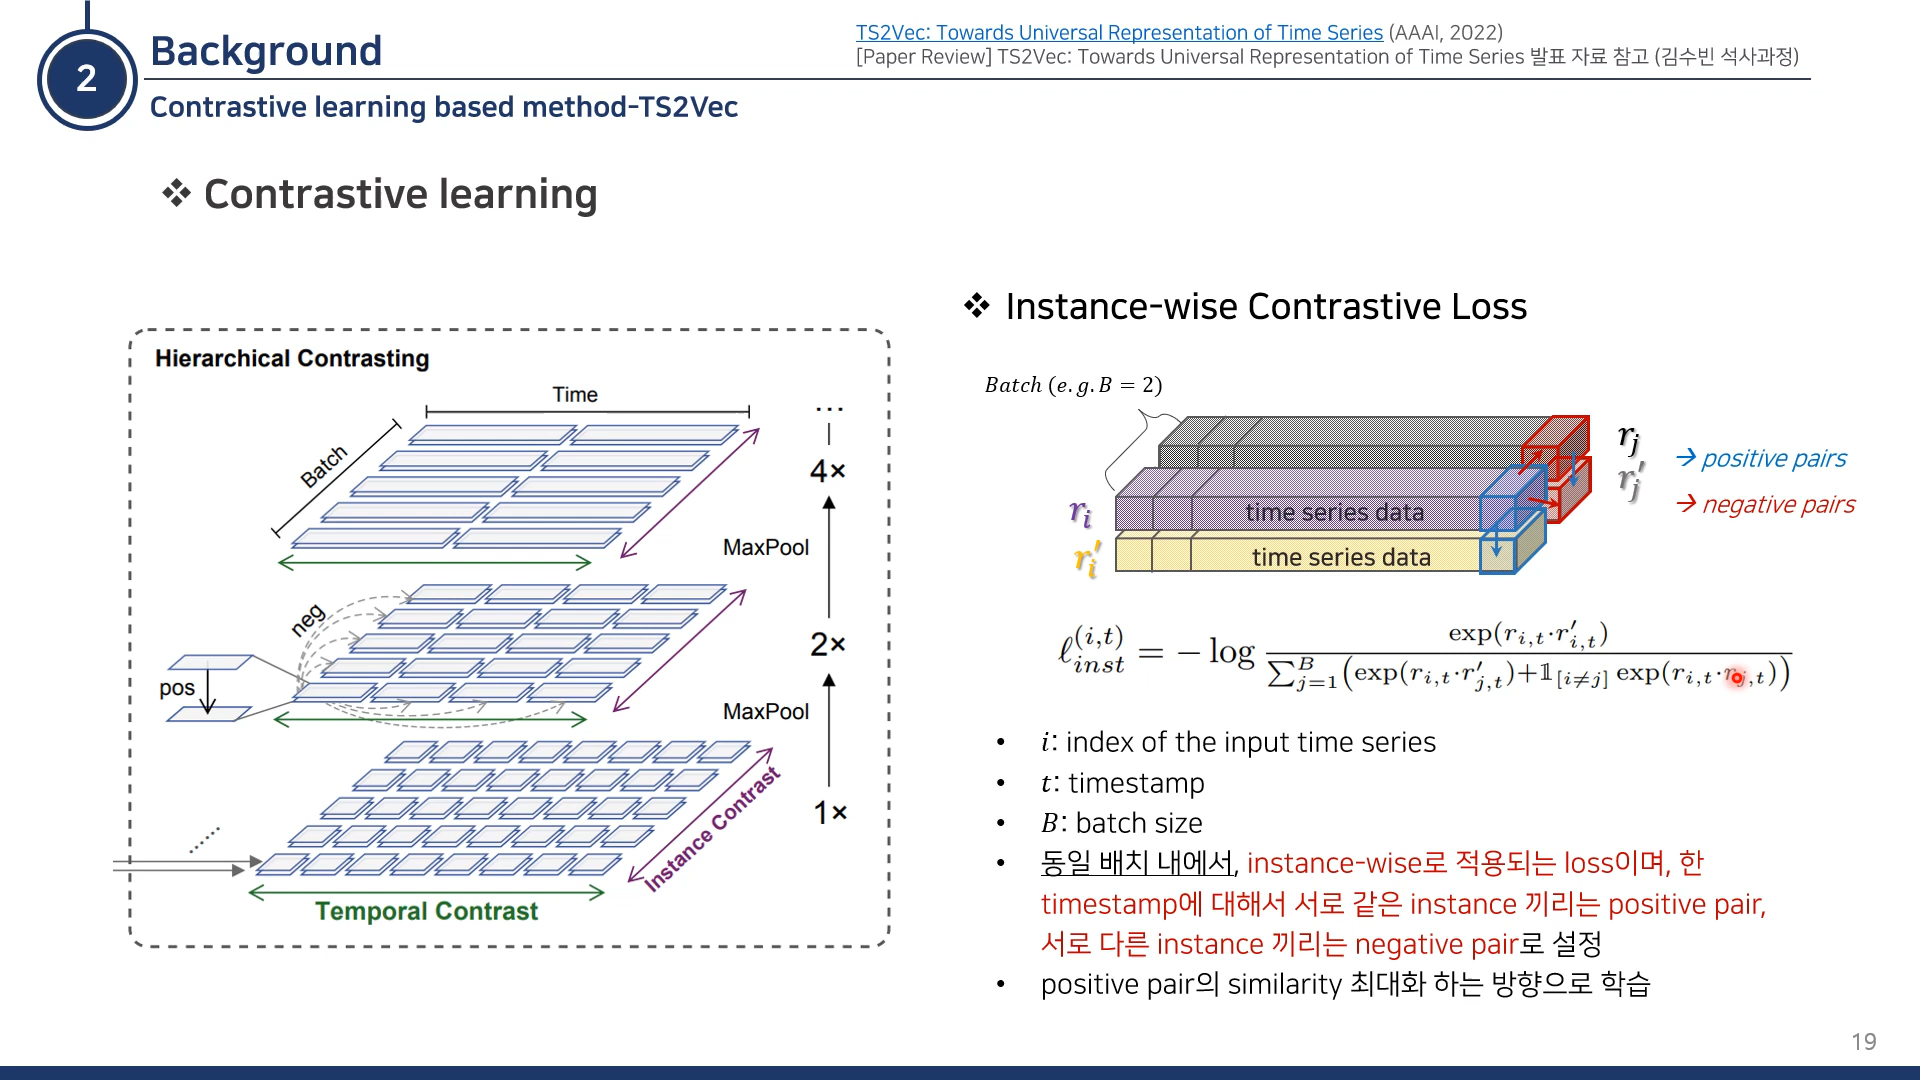 2
Background
TS2Vec: Towards Universal Representation of Time Series (AAAI, 2022)
[Paper Review] TS2Vec: Towards Universal Representation of Time Series 발표 자료 참고 (김수빈 석사과정)
Contrastive learning based method-TS2Vec
❖ Contrastive learning
Hierarchical Contrasting
Time
Batch
...
4×
MaxPool
neg
2×
pos
MaxPool
1×
Instance Contrast
Temporal Contrast
❖ Instance-wise Contrastive Loss
Batch (e.g. B = 2)
r_j
r'_j
→ positive pairs
→ negative pairs
r_i
time series data
r'_i
time series data
ℓ_{inst}^{(i,t)} = − log \frac{exp(r_{i,t}·r'_{i,t})}{∑_{j=1}^{B}(exp(r_{i,t}·r'_{j,t})+𝟙_{[i≠j]} exp(r_{i,t}·r_{j,t}))}
• i: index of the input time series
• t: timestamp
• B: batch size
• 동일 배치 내에서, instance-wise로 적용되는 loss이며, 한
timestamp에 대해서 서로 같은 instance 끼리는 positive pair,
서로 다른 instance 끼리는 negative pair로 설정
• positive pair의 similarity 최대화 하는 방향으로 학습
19